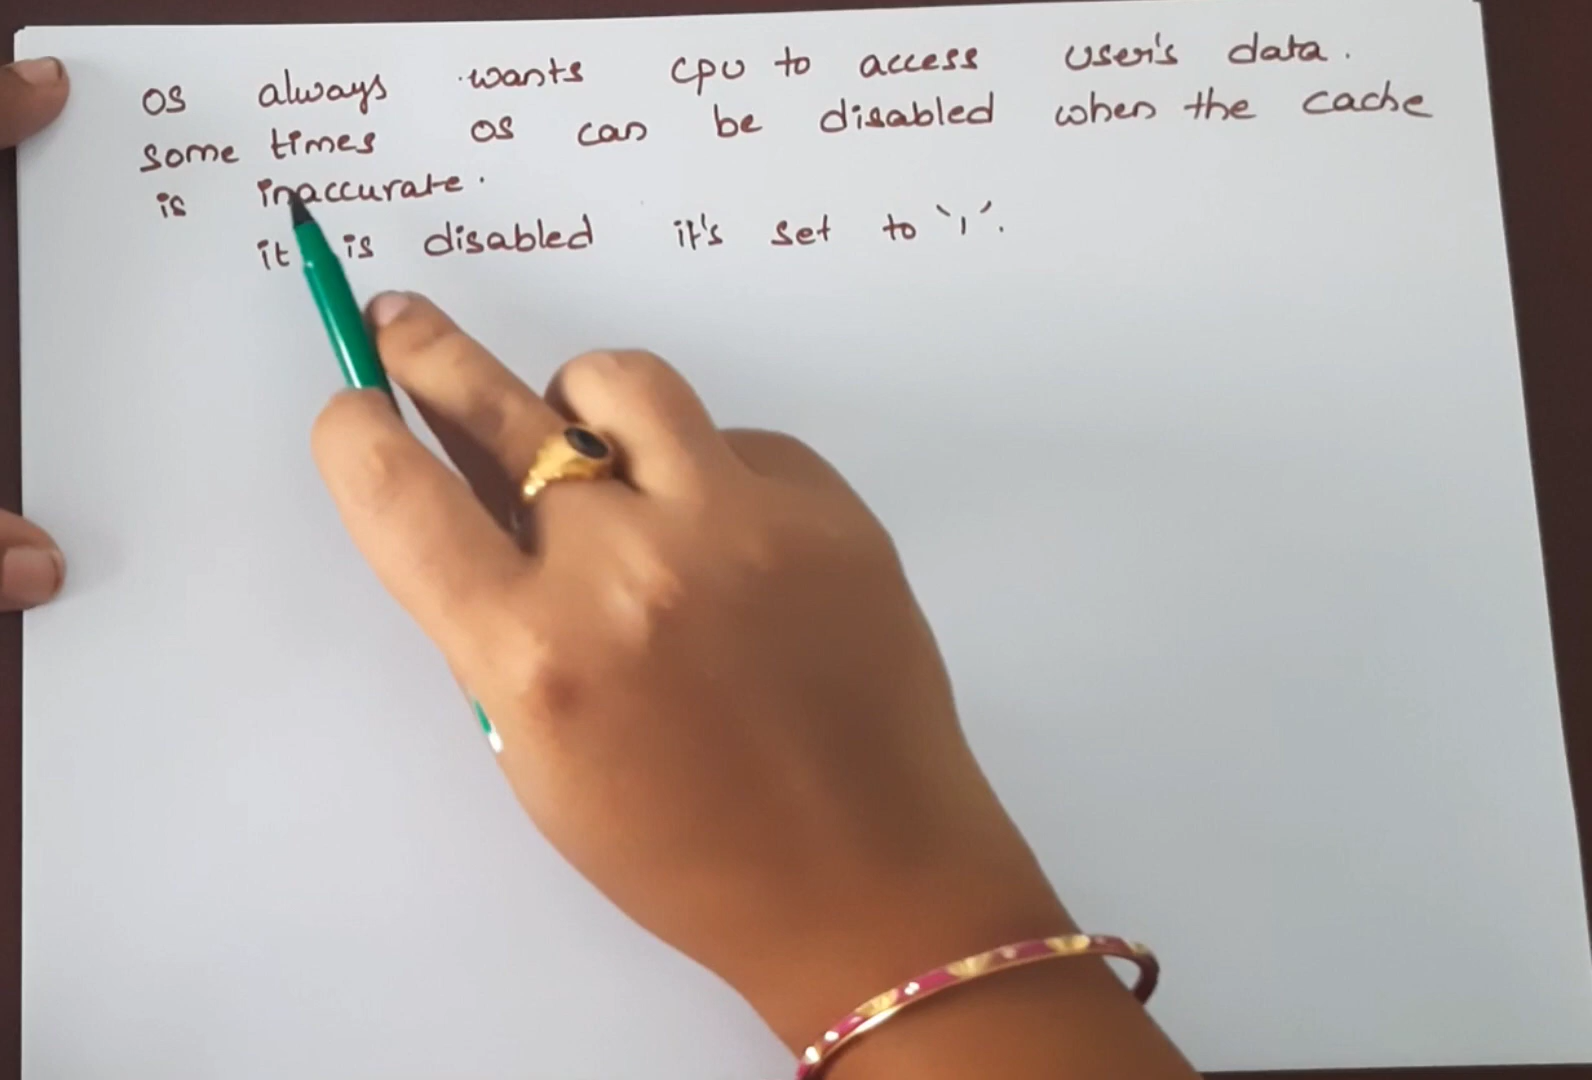 OS always wants CPU to access user's data.
Some times OS can be disabled when the cache
is inaccurate.
it is disabled it's set to '1'.